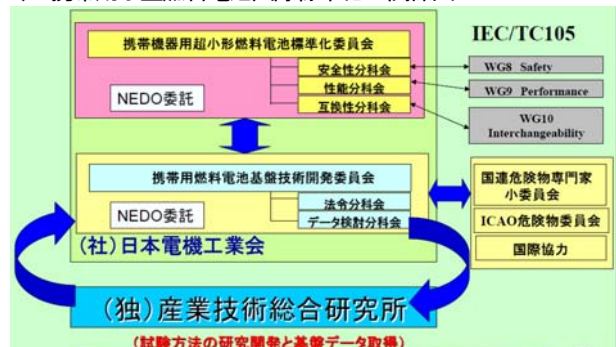 IEC/TC105
携帯機器用超小形燃料電池標準化委員会
安全性分科会
性能分科会
互換性分科会
NEDO委託
WG8 Safety
WG9 Performance
WG10
Interchangeability
携帯用燃料電池基盤技術開発委員会
法令分科会
データ検討分科会
NEDO委託
(社)日本電機工業会
国連危険物専門家
小委員会
ICAO危険物委員会
国際協力
(独)産業技術総合研究所
(試験方法の研究開発と基盤データ取得)